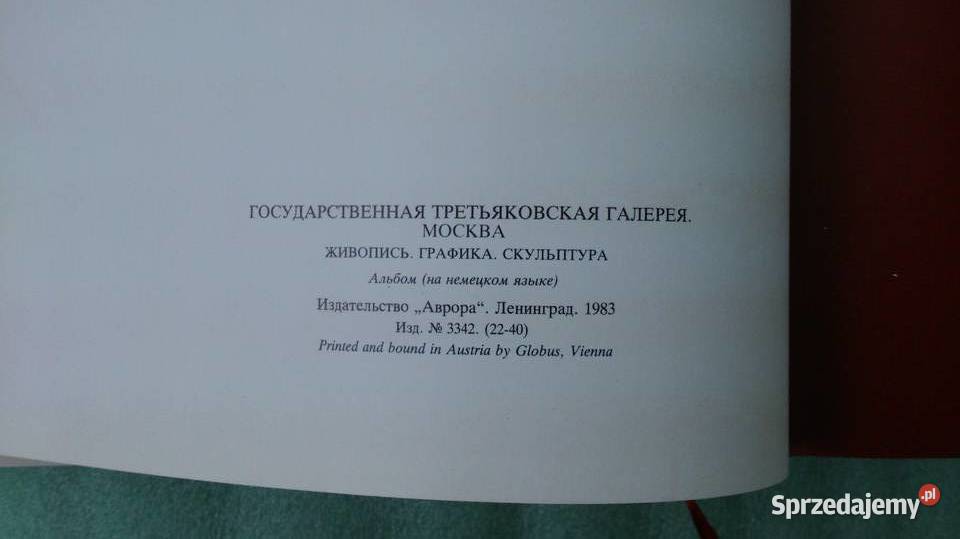 ГОСУДАРСТВЕННАЯ ТРЕТЬЯКОВСКАЯ ГАЛЕРЕЯ.
МОСКВА
ЖИВОПИСЬ. ГРАФИКА. СКУЛЬПТУРА
Альбом (на немецком языке)
Издательство „Аврора“. Ленинград. 1983
Изд. № 3342. (22-40)
Printed and bound in Austria by Globus, Vienna
Sprzedajemy.pl